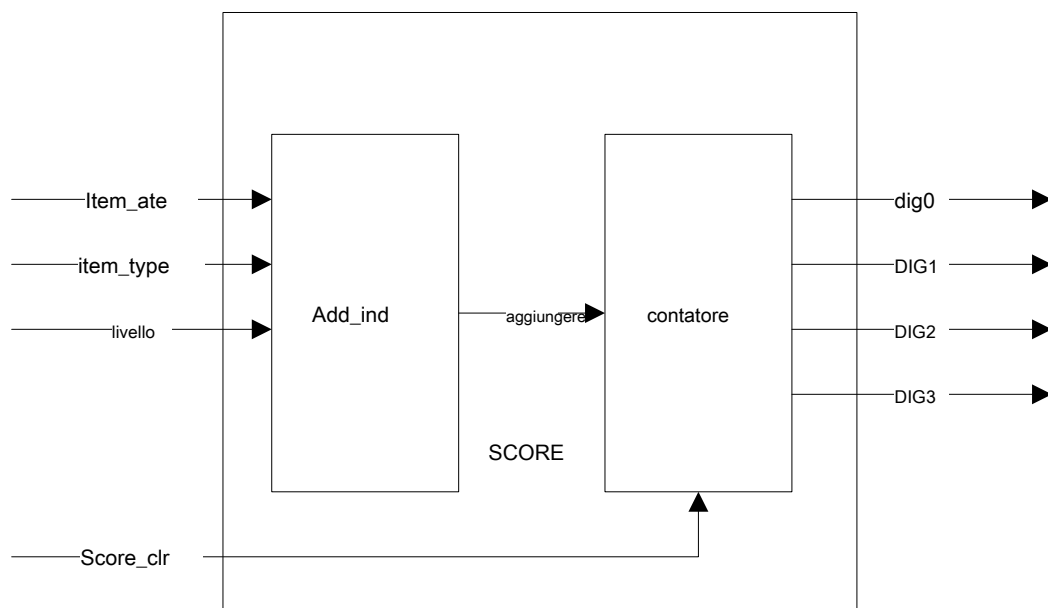 Item_ate
item_type
livello
Score_clr
Add_ind
aggiungere
contatore
SCORE
dig0
DIG1
DIG2
DIG3